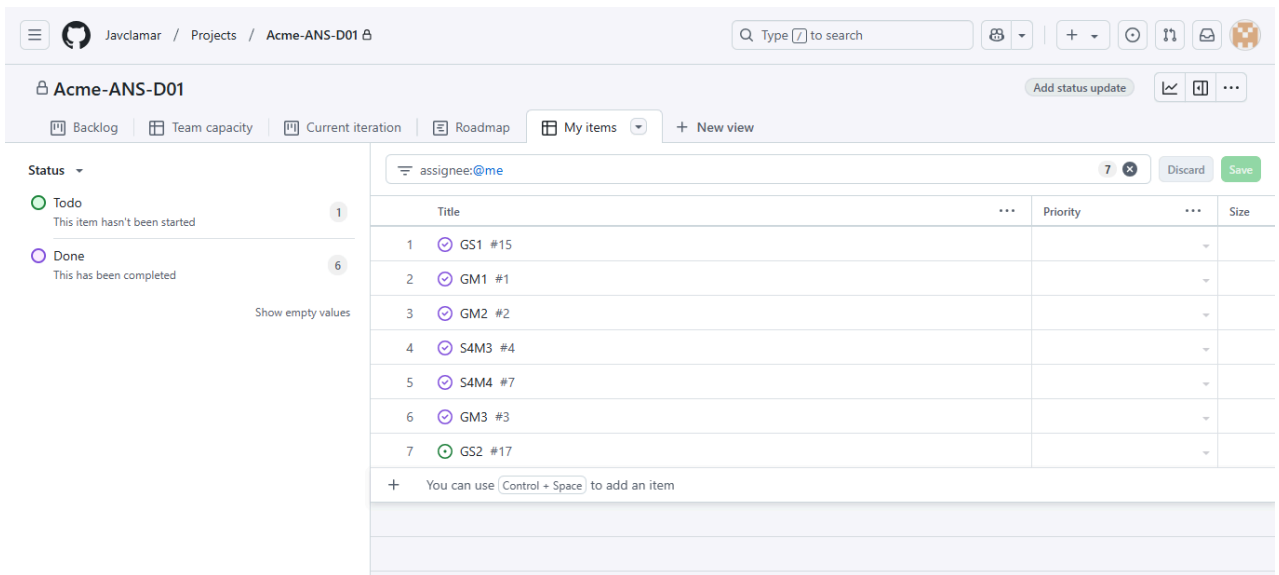 Javclamar / Projects / Acme-ANS-D01
Type / to search
Acme-ANS-D01
Add status update
Backlog
Team capacity
Current iteration
Roadmap
My items
+ New view
Status
Todo
This item hasn't been started
1
Done
This has been completed
6
Show empty values
assignee:@me
7
Discard
Save
Title ... Priority ... Size
1 GS1 #15
2 GM1 #1
3 GM2 #2
4 S4M3 #4
5 S4M4 #7
6 GM3 #3
7 GS2 #17
+ You can use Control + Space to add an item